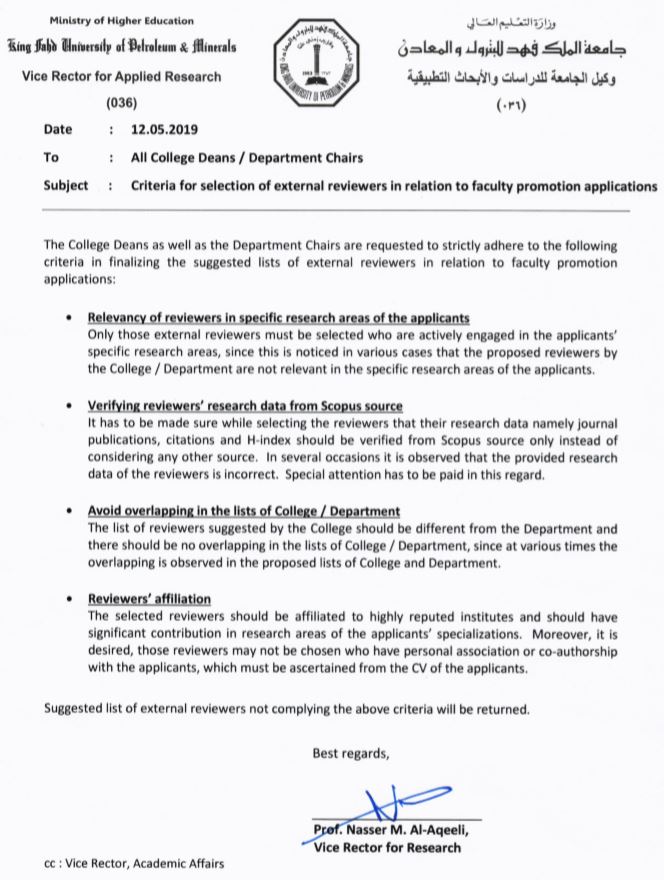 Ministry of Higher Education
King Fahd University of Petroleum & Minerals
Vice Rector for Applied Research
(036)
وزارة التعليم العالي
جامعة الملك فهد للبترول والمعادن
وكيل الجامعة للدراسات والأبحاث التطبيقية
(٠٣٦)
Date : 12.05.2019
To : All College Deans / Department Chairs
Subject : Criteria for selection of external reviewers in relation to faculty promotion applications
The College Deans as well as the Department Chairs are requested to strictly adhere to the following
criteria in finalizing the suggested lists of external reviewers in relation to faculty promotion
applications:
• Relevancy of reviewers in specific research areas of the applicants
Only those external reviewers must be selected who are actively engaged in the applicants'
specific research areas, since this is noticed in various cases that the proposed reviewers by
the College / Department are not relevant in the specific research areas of the applicants.
• Verifying reviewers' research data from Scopus source
It has to be made sure while selecting the reviewers that their research data namely journal
publications, citations and H-index should be verified from Scopus source only instead of
considering any other source. In several occasions it is observed that the provided research
data of the reviewers is incorrect. Special attention has to be paid in this regard.
• Avoid overlapping in the lists of College / Department
The list of reviewers suggested by the College should be different from the Department and
there should be no overlapping in the lists of College / Department, since at various times the
overlapping is observed in the proposed lists of College and Department.
• Reviewers' affiliation
The selected reviewers should be affiliated to highly reputed institutes and should have
significant contribution in research areas of the applicants' specializations. Moreover, it is
desired, those reviewers may not be chosen who have personal association or co-authorship
with the applicants, which must be ascertained from the CV of the applicants.
Suggested list of external reviewers not complying the above criteria will be returned.
Best regards,
Prof. Nasser M. Al-Aqeeli,
Vice Rector for Research
cc : Vice Rector, Academic Affairs